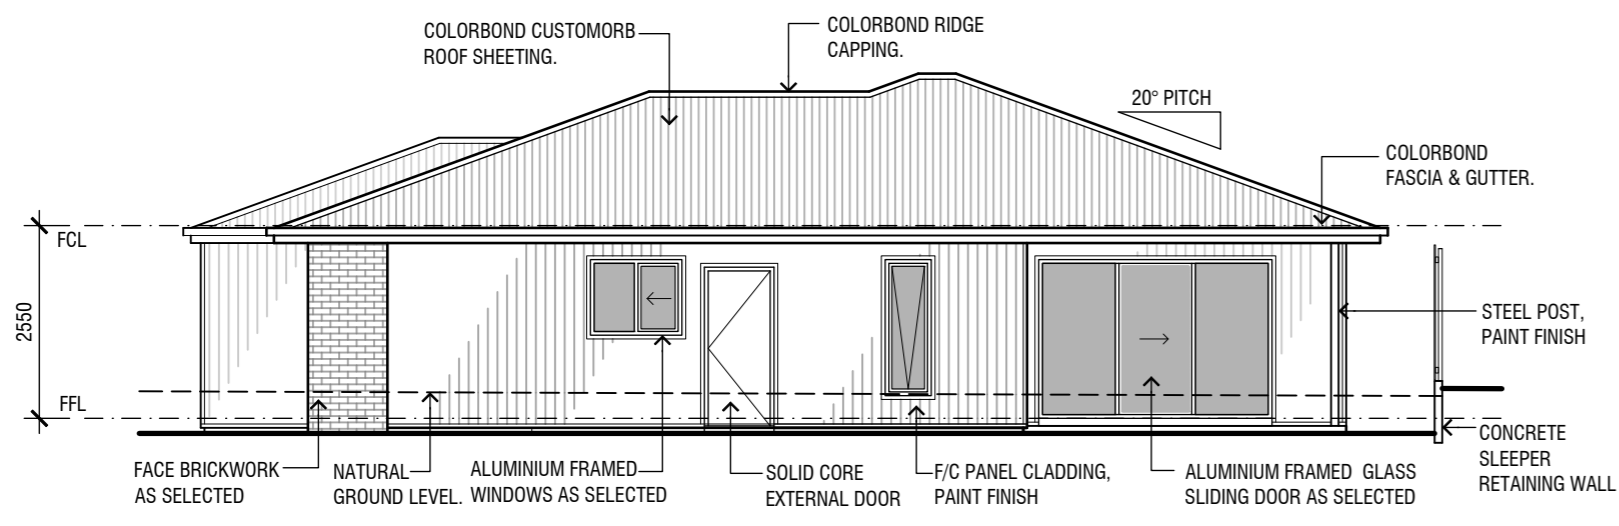 COLORBOND CUSTOMORB
ROOF SHEETING.
COLORBOND RIDGE
CAPPING.
20° PITCH
COLORBOND
FASCIA & GUTTER.
FCL
2550
STEEL POST,
PAINT FINISH
FFL
FACE BRICKWORK
AS SELECTED
NATURAL
GROUND LEVEL.
ALUMINIUM FRAMED
WINDOWS AS SELECTED
SOLID CORE
EXTERNAL DOOR
F/C PANEL CLADDING,
PAINT FINISH
ALUMINIUM FRAMED GLASS
SLIDING DOOR AS SELECTED
CONCRETE
SLEEPER
RETAINING WALL